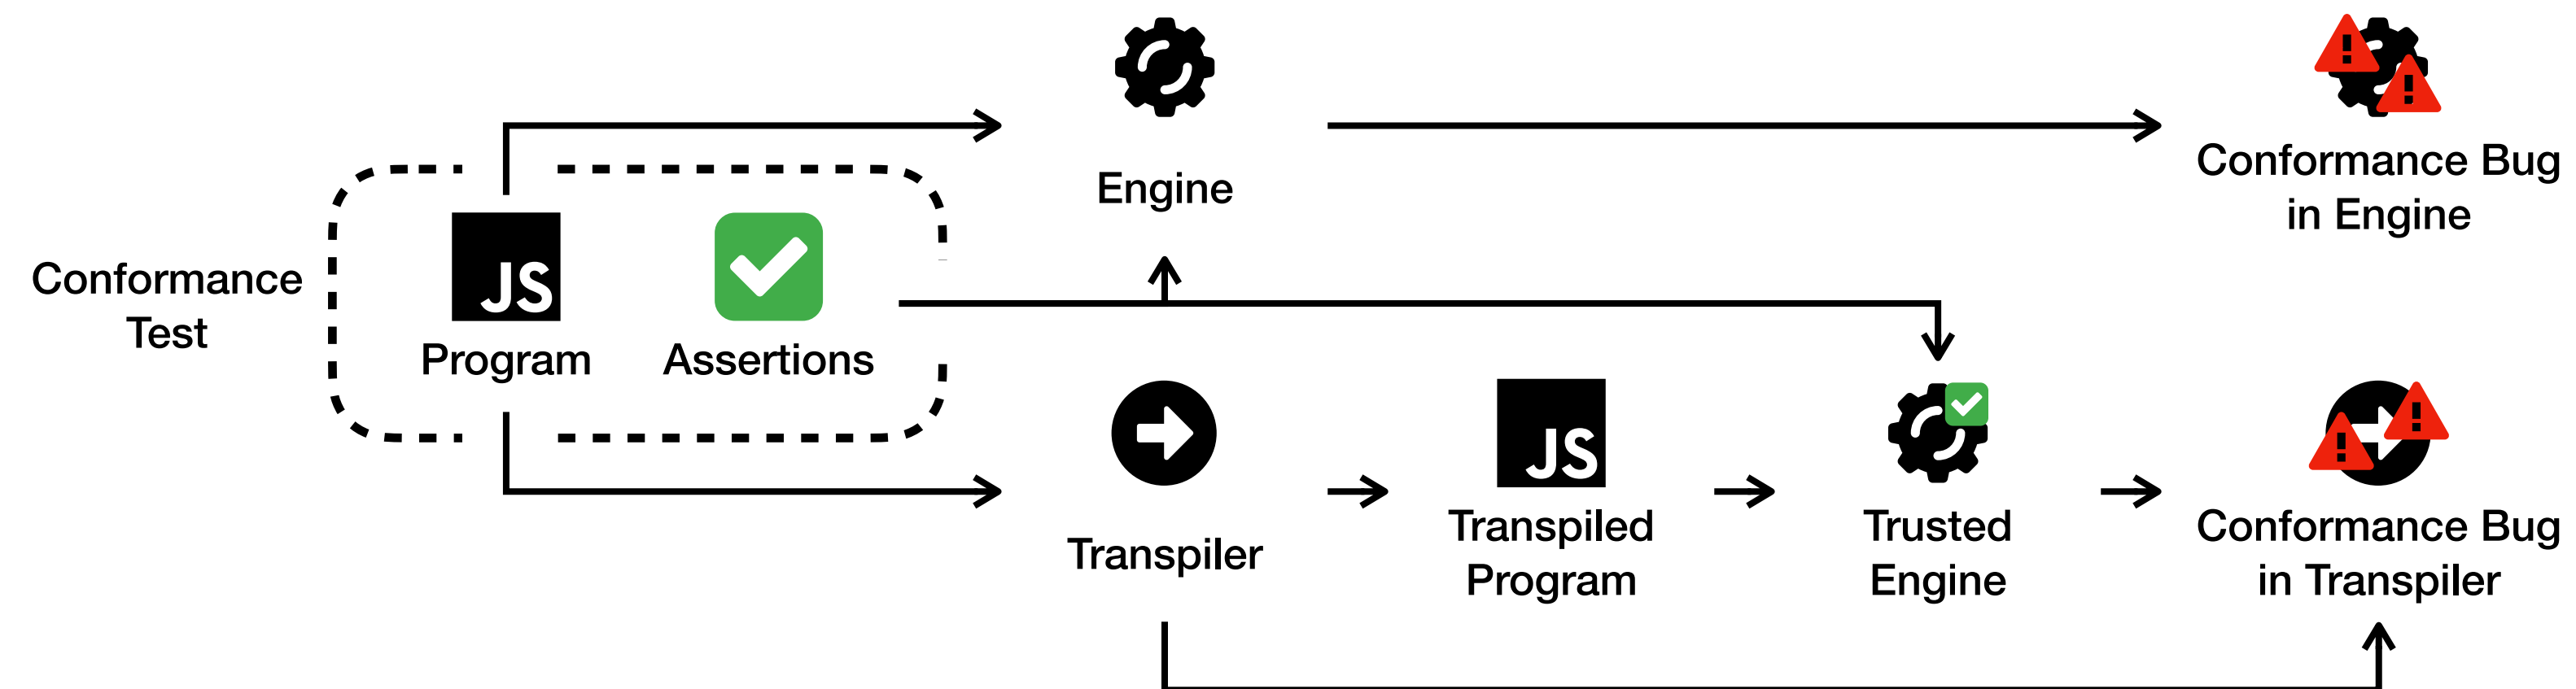 Engine
Conformance Bug
in Engine
Conformance
Test
JS
Program
Assertions
Transpiler
JS
Transpiled
Program
Trusted
Engine
Conformance Bug
in Transpiler